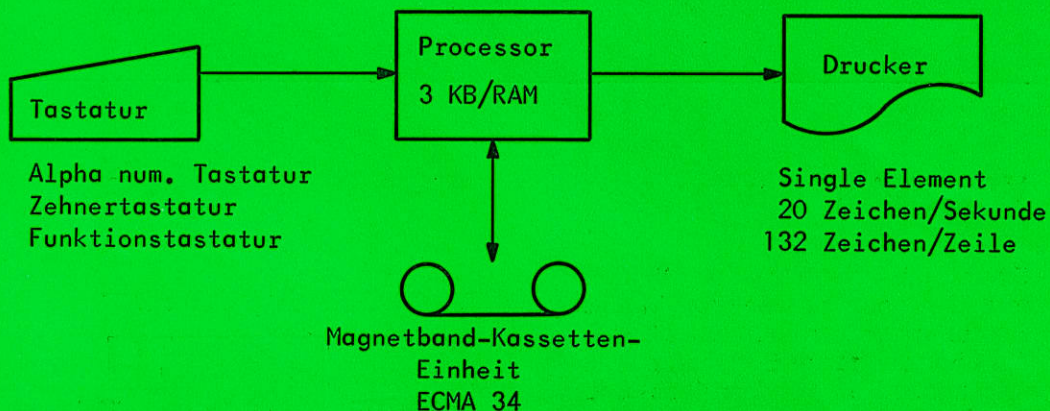 Tastatur
Alpha num. Tastatur
Zehnertastatur
Funktionstastatur
Processor
3 KB/RAM
Drucker
Single Element
20 Zeichen/Sekunde
132 Zeichen/Zeile
Magnetband-Kassetten-
Einheit
ECMA 34